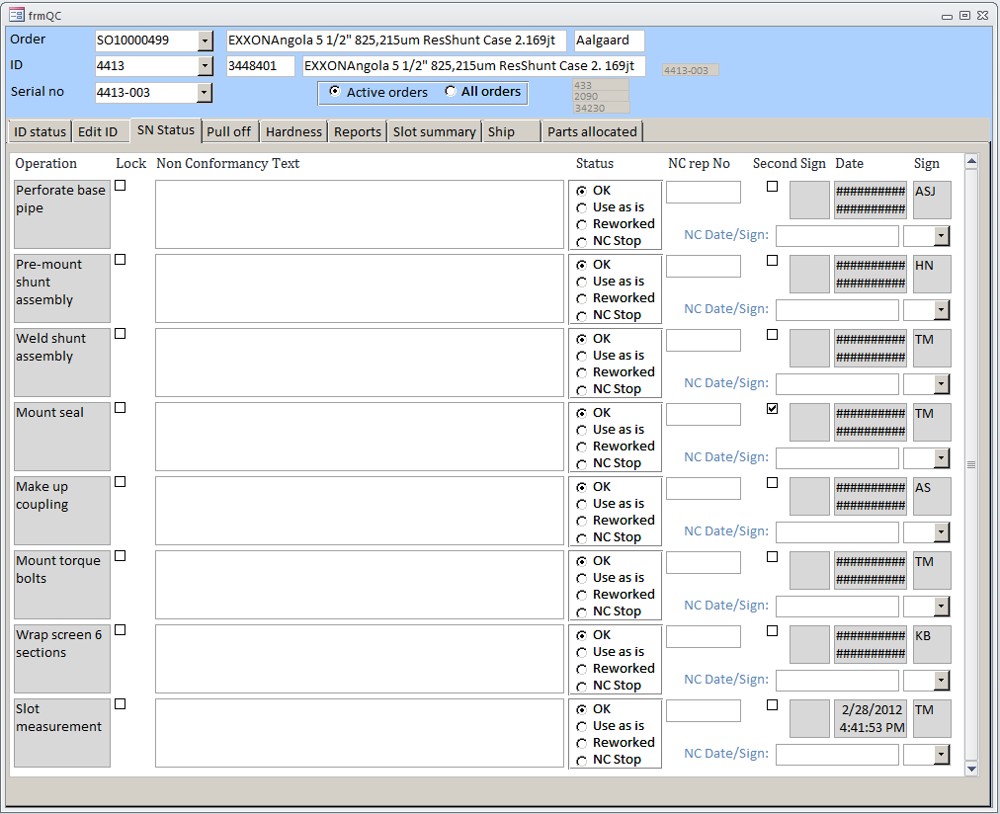 frmQC
Order SO10000499 EXXONAngola 5 1/2" 825,215um ResShunt Case 2.169jt Aalgaard
ID 4413 3448401 EXXONAngola 5 1/2" 825,215um ResShunt Case 2. 169jt 4413-003
Serial no 4413-003 Active orders All orders
433
2090
34230
ID status Edit ID SN Status Pull off Hardness Reports Slot summary Ship Parts allocated
Operation Lock Non Conformancy Text Status NC rep No Second Sign Date Sign
Perforate base OK ########## ASJ
pipe Use as is ##########
Reworked NC Date/Sign:
NC Stop
Pre-mount OK ########## HN
shunt Use as is ##########
assembly Reworked NC Date/Sign:
NC Stop
Weld shunt OK ########## TM
assembly Use as is ##########
Reworked NC Date/Sign:
NC Stop
Mount seal OK ########## TM
Use as is ##########
Reworked NC Date/Sign:
NC Stop
Make up OK ########## AS
coupling Use as is ##########
Reworked NC Date/Sign:
NC Stop
Mount torque OK ########## TM
bolts Use as is ##########
Reworked NC Date/Sign:
NC Stop
Wrap screen 6 OK ########## KB
sections Use as is ##########
Reworked NC Date/Sign:
NC Stop
Slot OK 2/28/2012 TM
measurement Use as is 4:41:53 PM
Reworked NC Date/Sign:
NC Stop